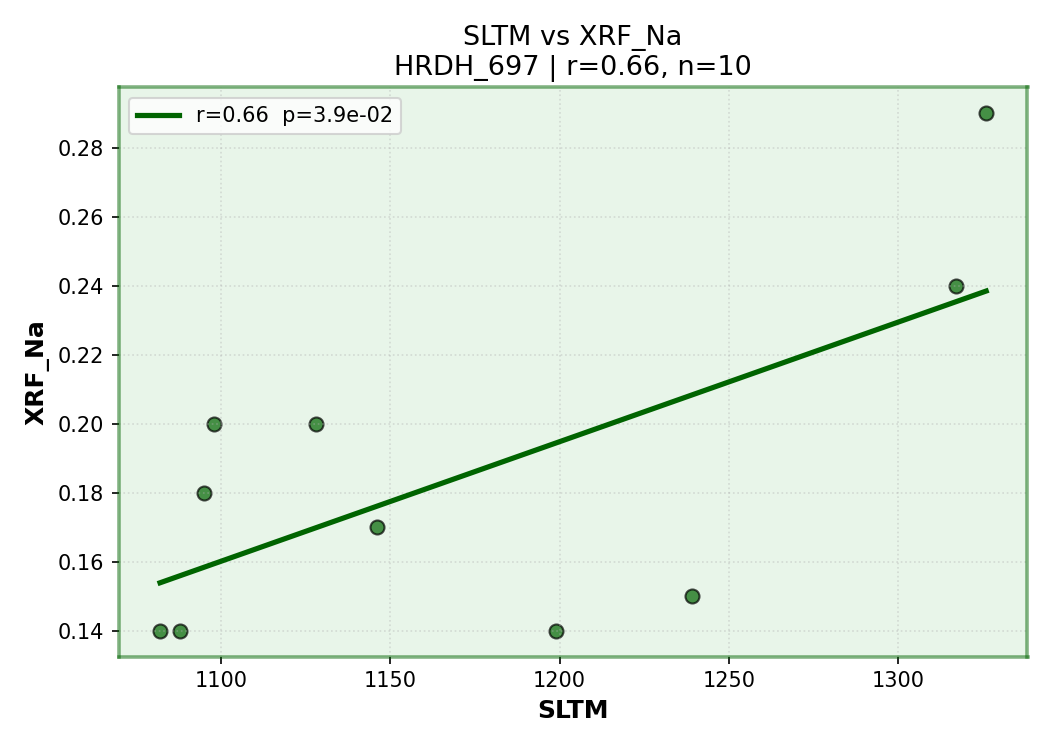 SLTM vs XRF_Na
HRDH_697 | r=0.66, n=10
r=0.66  p=3.9e-02
XRF_Na
0.28
0.26
0.24
0.22
0.20
0.18
0.16
0.14
1100
1150
1200
1250
1300
SLTM